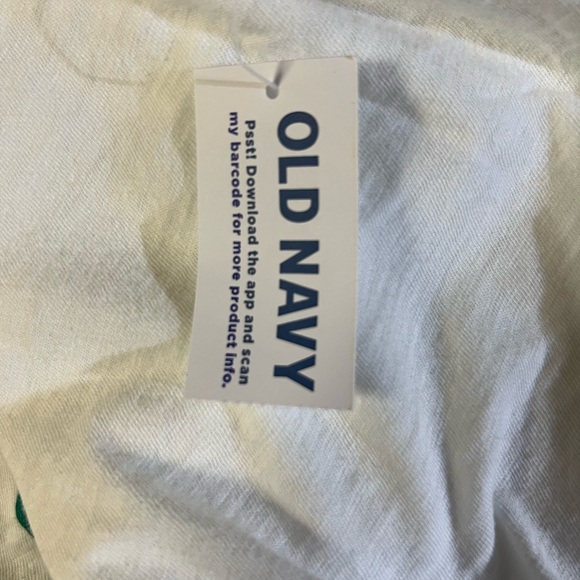 OLD NAVY
Psst! Download the app and scan
my barcode for more product info.